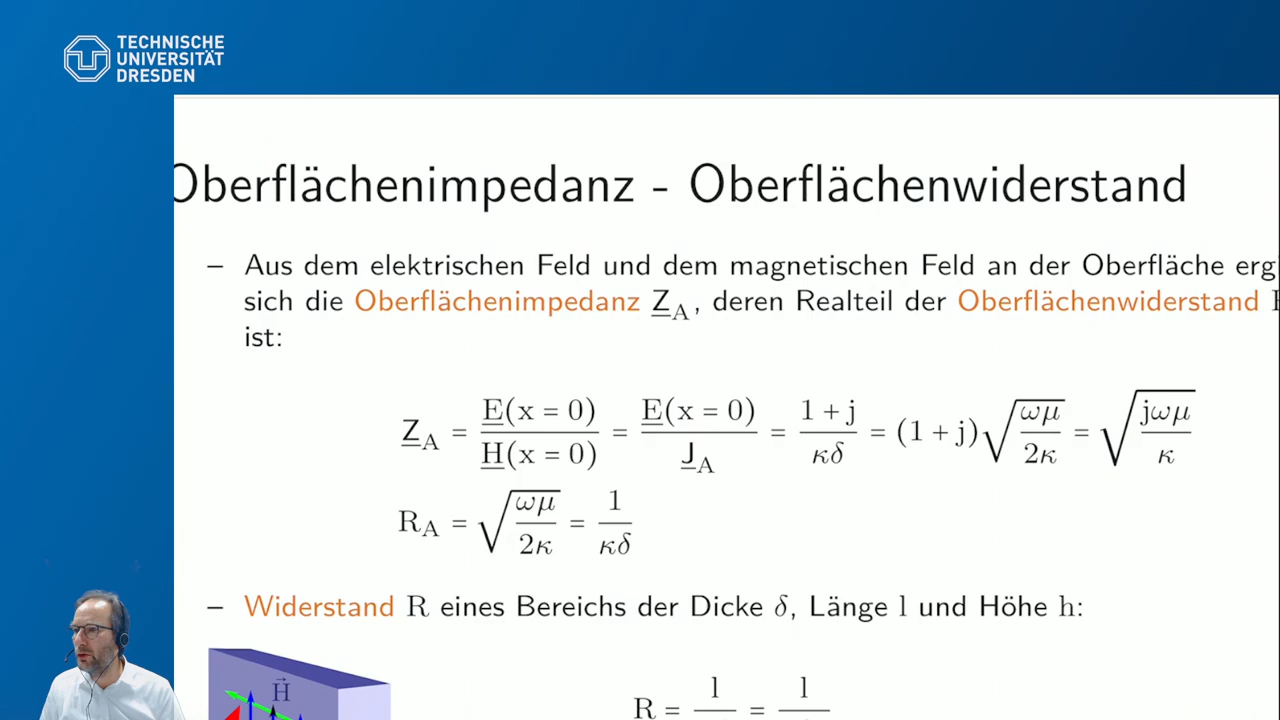 TECHNISCHE
UNIVERSITÄT
DRESDEN
Oberflächenimpedanz - Oberflächenwiderstand
– Aus dem elektrischen Feld und dem magnetischen Feld an der Oberfläche erg
sich die Oberflächenimpedanz Z_A, deren Realteil der Oberflächenwiderstand
ist:
Z_A = E(x = 0)/H(x = 0) = E(x = 0)/J_A = (1 + j)/(κδ) = (1 + j)√(ωμ/2κ) = √(jωμ/κ)
R_A = √(ωμ/2κ) = 1/(κδ)
– Widerstand R eines Bereichs der Dicke δ, Länge l und Höhe h:
H⃗
R = l = l